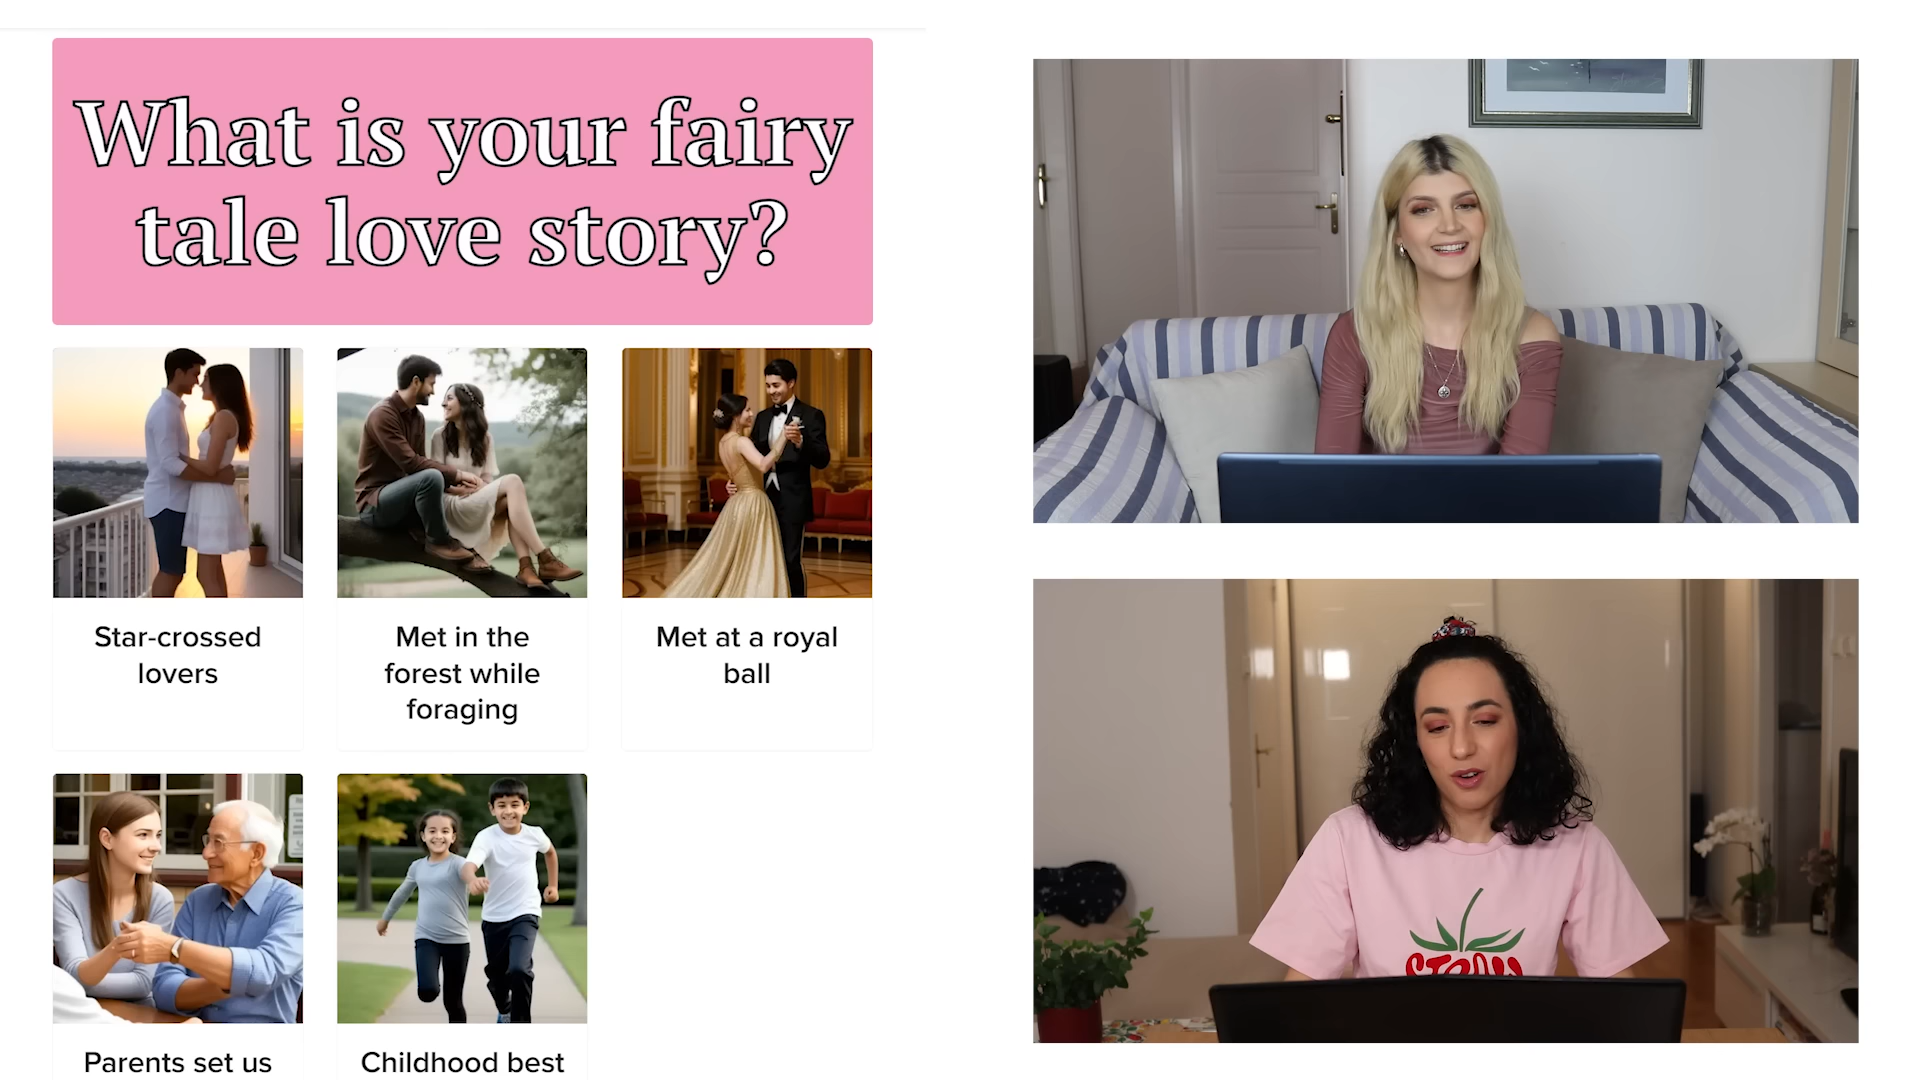 What is your fairy
tale love story?
Star-crossed
lovers
Met in the
forest while
foraging
Met at a royal
ball
Parents set us
Childhood best